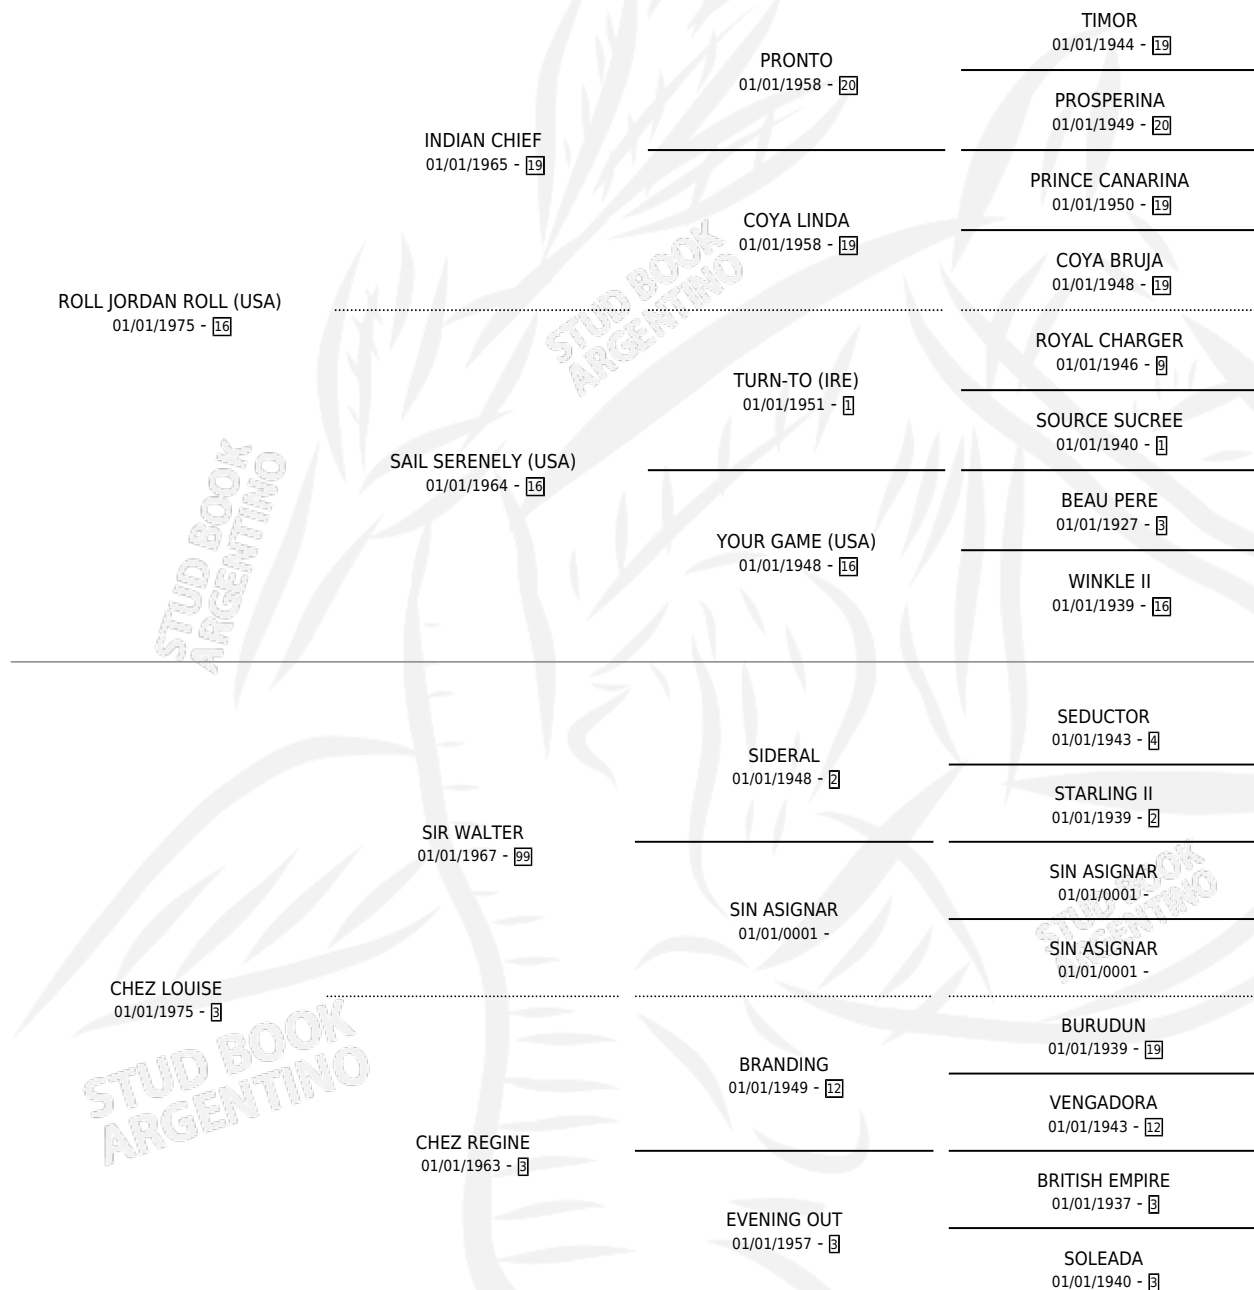 TIMOR
01/01/1944 - 19
PRONTO
01/01/1958 - 20
PROSPERINA
01/01/1949 - 20
INDIAN CHIEF
01/01/1965 - 19
PRINCE CANARINA
01/01/1950 - 19
COYA LINDA
01/01/1958 - 19
COYA BRUJA
01/01/1948 - 19
ROLL JORDAN ROLL (USA)
01/01/1975 - 16
ROYAL CHARGER
01/01/1946 - 9
TURN-TO (IRE)
01/01/1951 - 1
SOURCE SUCREE
01/01/1940 - 1
SAIL SERENELY (USA)
01/01/1964 - 16
BEAU PERE
01/01/1927 - 3
YOUR GAME (USA)
01/01/1948 - 16
WINKLE II
01/01/1939 - 16
SEDUCTOR
01/01/1943 - 4
SIDERAL
01/01/1948 - 2
STARLING II
01/01/1939 - 2
SIR WALTER
01/01/1967 - 99
SIN ASIGNAR
01/01/0001 -
SIN ASIGNAR
01/01/0001 -
SIN ASIGNAR
01/01/0001 -
CHEZ LOUISE
01/01/1975 - 3
BURUDUN
01/01/1939 - 19
BRANDING
01/01/1949 - 12
VENGADORA
01/01/1943 - 12
CHEZ REGINE
01/01/1963 - 3
BRITISH EMPIRE
01/01/1937 - 3
EVENING OUT
01/01/1957 - 3
SOLEADA
01/01/1940 - 3
STUD BOOK
ARGENTINO
STUD BOOK
ARGENTINO
STUD BOOK
ARGENTINO
STUD BOOK
ARGENTINO